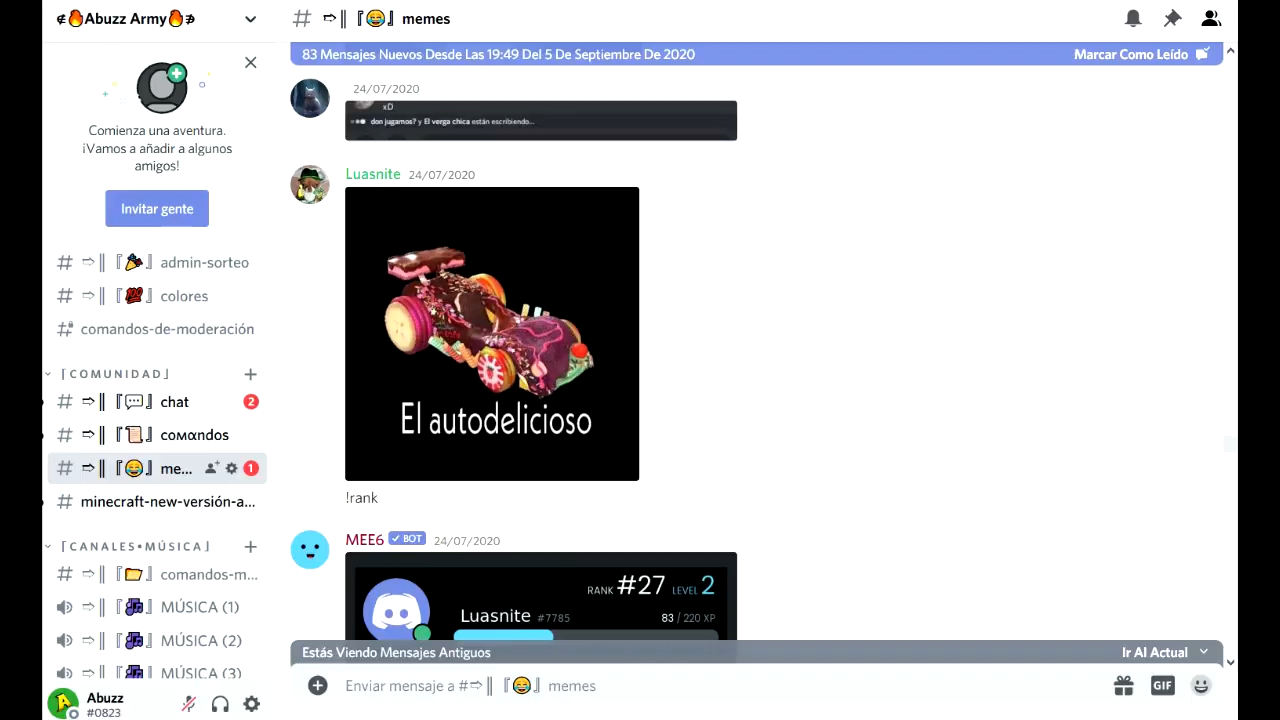 ∉🔥Abuzz Army🔥∌
Comienza una aventura.
¡Vamos a añadir a algunos
amigos!
Invitar gente
# ➯║『🎉』admin-sorteo
# ➯║『💯』colores
# comandos-de-moderación
⌈COMUNIDAD⌋ +
# ➯║『💬』chat 2
# ➯║『📜』coмαndos
# ➯║『😂』me... 1
# minecraft-new-versión-a...
⌈CANALES•MÚSICA⌋ +
# ➯║『📁』comandos-m...
➯║『🎶』MÚSICA (1)
➯║『🎶』MÚSICA (2)
➯║『🎶』MÚSICA (3)
Abuzz
#0823
# ➯║『😂』memes
83 Mensajes Nuevos Desde Las 19:49 Del 5 De Septiembre De 2020 Marcar Como Leído
24/07/2020
xD
don jugamos? y El verga chica están escribiendo...
Luasnite 24/07/2020
El autodelicioso
!rank
MEE6 ✓ BOT 24/07/2020
RANK #27 LEVEL 2
Luasnite #7785 83 / 220 XP
Estás Viendo Mensajes Antiguos Ir Al Actual
Enviar mensaje a #➯║『😂』memes
GIF